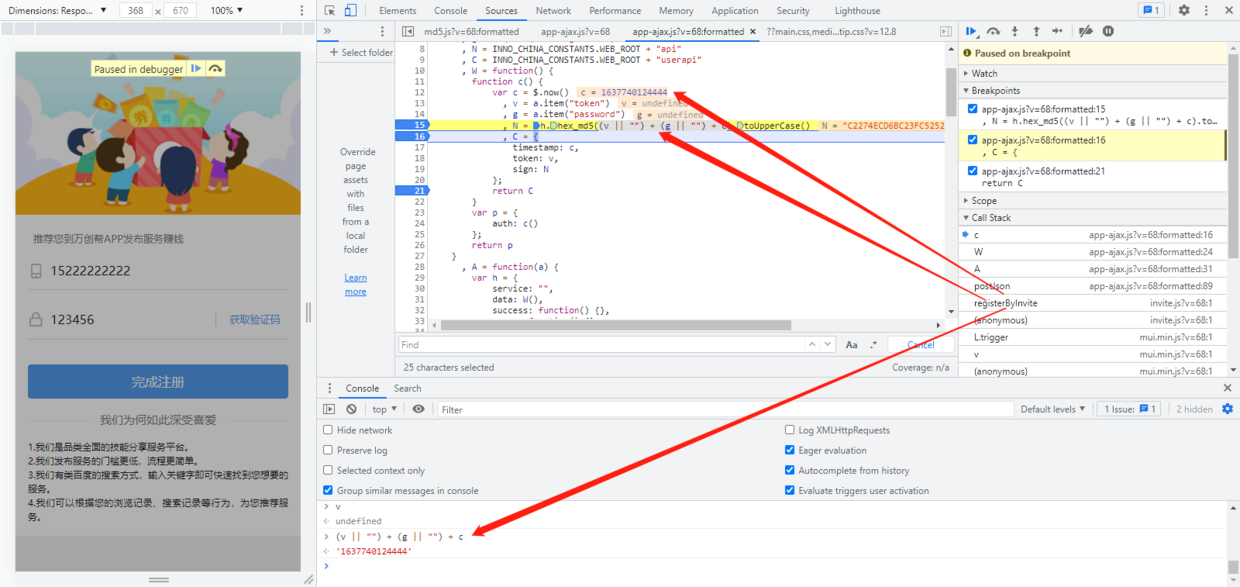 Dimensions: Respo... ▼ 368 x 670 100% ▼
Elements Console Sources Network Performance Memory Application Security Lighthouse 1
Paused in debugger
推荐您到万创帮APP发布服务赚钱
15222222222
123456 获取验证码
完成注册
我们为何如此深受喜爱
1.我们是品类全面的技能分享服务平台。
2.我们发布服务的门槛更低，流程更简单。
3.我们有类百度的搜索方式，输入关键字即可快速找到您想要的
服务。
4.我们可以根据您的浏览记录、搜索记录等行为，为您推荐服
务。
» + Select folder
Override
page
assets
with
files
from a
local
folder
Learn
more
md5.js?v=68:formatted app-ajax.js?v=68 app-ajax.js?v=68:formatted × ??main.css,medi...tip.css?v=12.8
8 , N = INNO_CHINA_CONSTANTS.WEB_ROOT + "api"
9 , C = INNO_CHINA_CONSTANTS.WEB_ROOT + "userapi"
10 , W = function() {
11 function c() {
12 var c = $.now() c = 1637740124444
13 , v = a.item("token") v = undefined
14 , g = a.item("password") g = undefined
15 , N = h.hex_md5((v || "") + (g || "") + c).toUpperCase() N = "C2274ECD6BC23FC5252
16 , C = {
17 timestamp: c,
18 token: v,
19 sign: N
20 };
21 return C
22 }
23 var p = {
24 auth: c()
25 };
26 return p
27 }
28 , A = function(a) {
29 var h = {
30 service: "",
31 data: W(),
32 success: function() {},
33
Find Aa .* Cancel
25 characters selected Coverage: n/a
Paused on breakpoint
Watch
Breakpoints
app-ajax.js?v=68:formatted:15
, N = h.hex_md5((v || "") + (g || "") + c).to...
app-ajax.js?v=68:formatted:16
, C = {
app-ajax.js?v=68:formatted:21
return C
Scope
Call Stack
c app-ajax.js?v=68:formatted:16
W app-ajax.js?v=68:formatted:24
A app-ajax.js?v=68:formatted:31
postJson app-ajax.js?v=68:formatted:89
registerByInvite invite.js?v=68:1
(anonymous) invite.js?v=68:1
L.trigger mui.min.js?v=68:1
v mui.min.js?v=68:1
(anonymous) mui.min.js?v=68:1
Console Search
top ▼ Filter Default levels ▼ 1 Issue: 1 2 hidden
Hide network Log XMLHttpRequests
Preserve log Eager evaluation
Selected context only Autocomplete from history
Group similar messages in console Evaluate triggers user activation
> v
undefined
> (v || "") + (g || "") + c
'1637740124444'
>